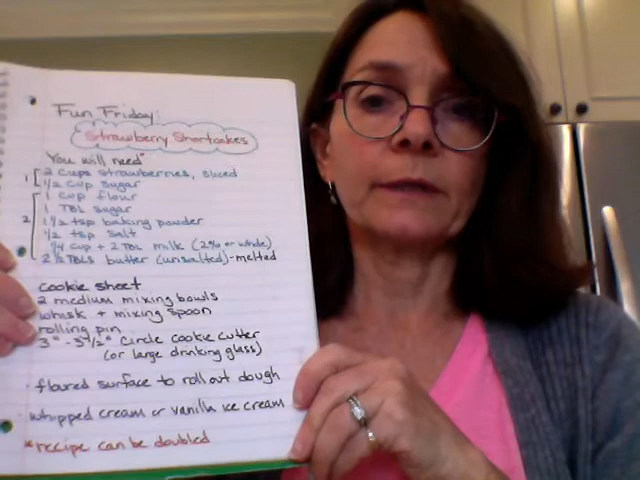 Fun Friday:
Strawberry Shortcakes
You will need"
1 [ 2 cups strawberries, sliced
1/2 cup sugar
2 [ 1 cup flour
1 TBL sugar
1 1/2 tsp baking powder
1/2 tsp salt
1/4 cup + 2 TBL milk (2% or whole)
2 1/2 TBLS butter (unsalted)-melted
cookie sheet
2 medium mixing bowls
whisk + mixing spoon
rolling pin
3" - 3 1/2" circle cookie cutter
(or large drinking glass)
- floured surface to roll out dough
- whipped cream or vanilla ice cream
* recipe can be doubled